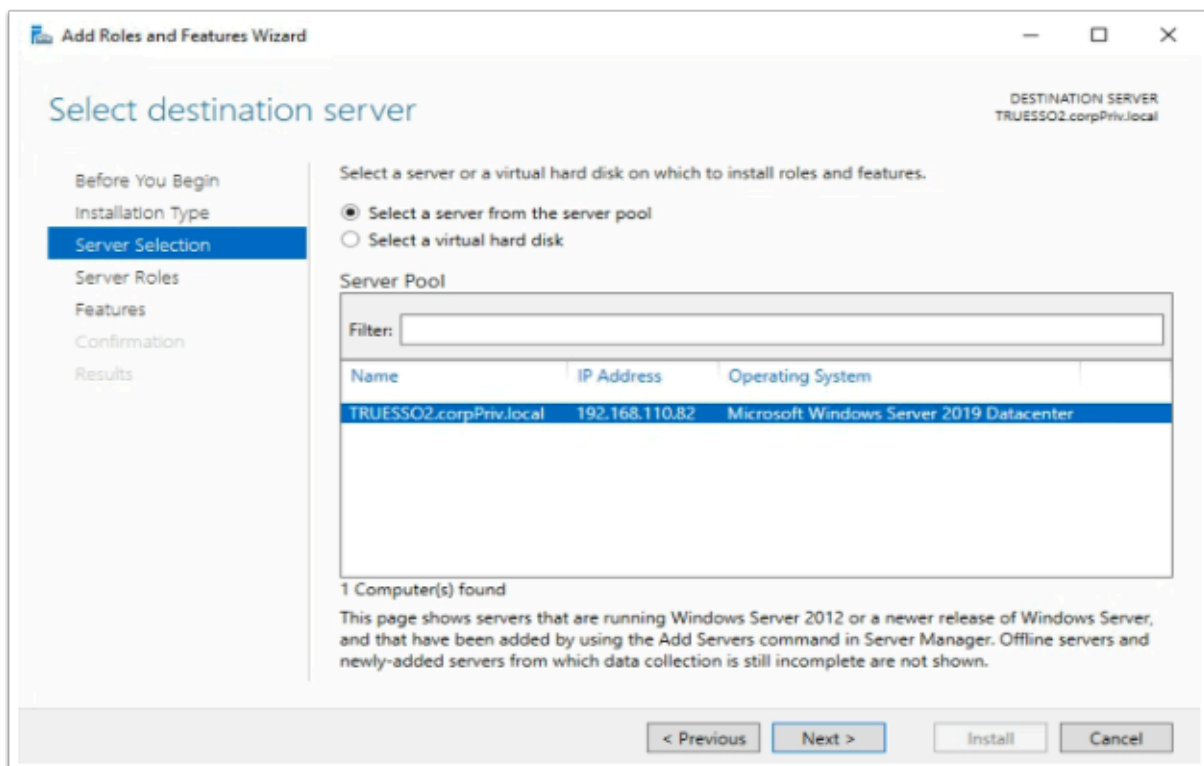 Add Roles and Features Wizard
Select destination server
DESTINATION SERVER
TRUESSO2.corpPriv.local
Before You Begin
Installation Type
Server Selection
Server Roles
Features
Confirmation
Results
Select a server or a virtual hard disk on which to install roles and features.
Select a server from the server pool
Select a virtual hard disk
Server Pool
Filter:
Name IP Address Operating System
TRUESSO2.corpPriv.local 192.168.110.82 Microsoft Windows Server 2019 Datacenter
1 Computer(s) found
This page shows servers that are running Windows Server 2012 or a newer release of Windows Server,
and that have been added by using the Add Servers command in Server Manager. Offline servers and
newly-added servers from which data collection is still incomplete are not shown.
< Previous Next > Install Cancel